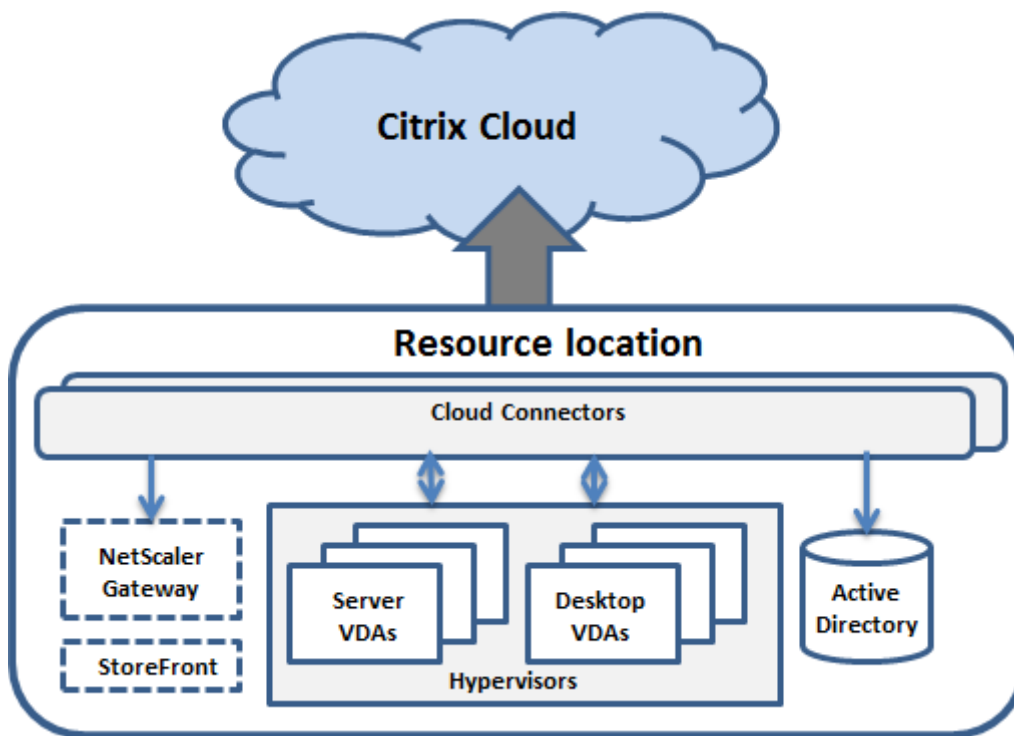 Citrix Cloud
Resource location
Cloud Connectors
NetScaler
Gateway
StoreFront
Server
VDAs
Desktop
VDAs
Hypervisors
Active
Directory